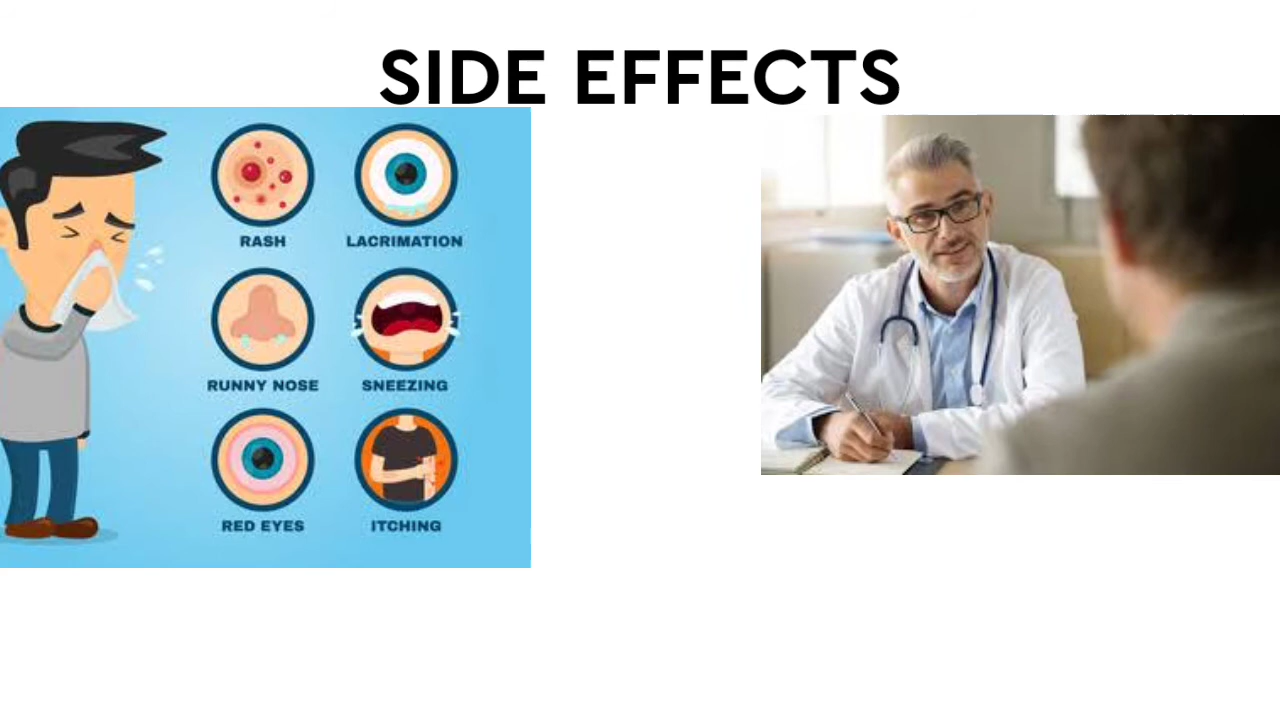 SIDE EFFECTS
RASH
LACRIMATION
RUNNY NOSE
SNEEZING
RED EYES
ITCHING